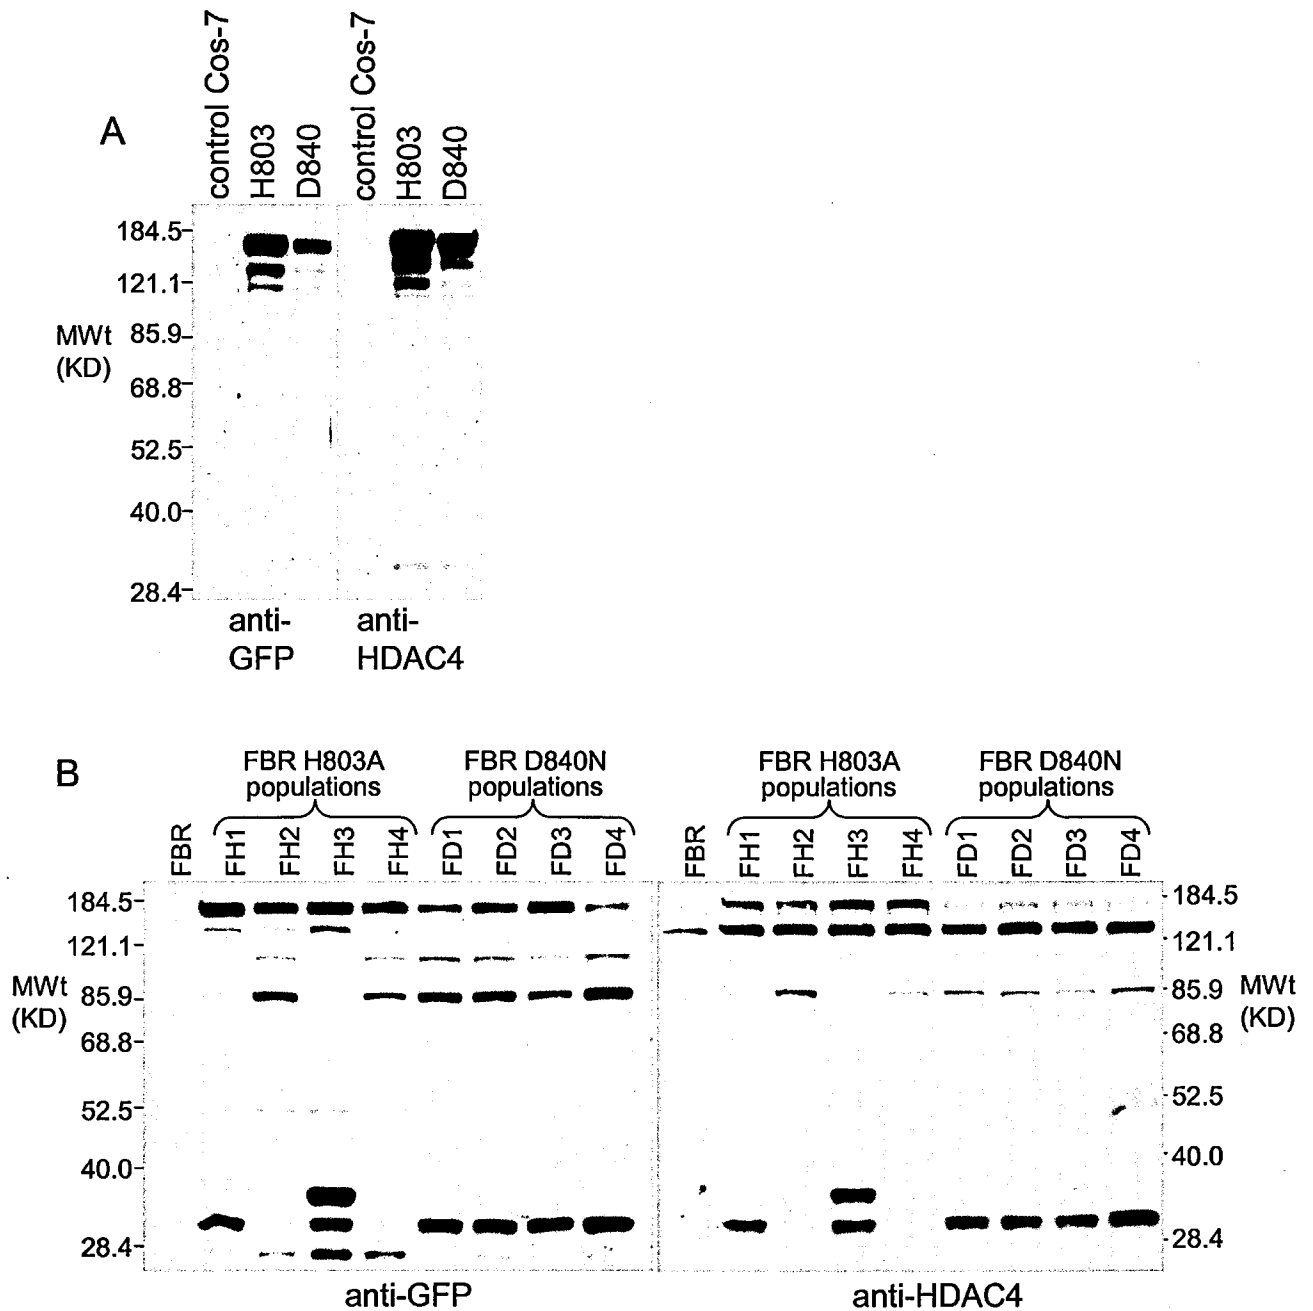 A
control Cos-7
H803
D840
control Cos-7
H803
D840
184.5
121.1
MWt
(KD)
85.9
68.8
52.5
40.0
28.4
anti-
GFP
anti-
HDAC4
B
FBR H803A
populations
FBR D840N
populations
FBR H803A
populations
FBR D840N
populations
FBR
FH1
FH2
FH3
FH4
FD1
FD2
FD3
FD4
FBR
FH1
FH2
FH3
FH4
FD1
FD2
FD3
FD4
184.5
121.1
MWt
(KD)
85.9
68.8
52.5
40.0
28.4
184.5
121.1
85.9
MWt
(KD)
68.8
52.5
40.0
28.4
anti-GFP
anti-HDAC4